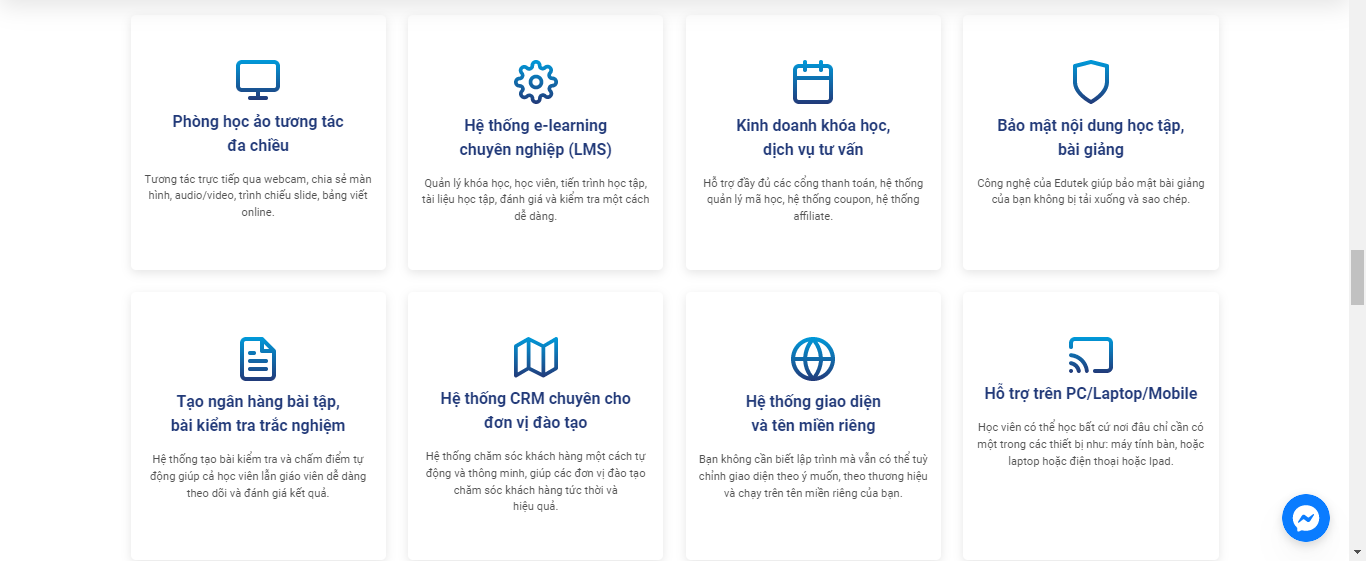 Phòng học ảo tương tác
đa chiều
Tương tác trực tiếp qua webcam, chia sẻ màn
hình, audio/video, trình chiếu slide, bảng viết
online.
Hệ thống e-learning
chuyên nghiệp (LMS)
Quản lý khóa học, học viên, tiến trình học tập,
tài liệu học tập, đánh giá và kiểm tra một cách
dễ dàng.
Kinh doanh khóa học,
dịch vụ tư vấn
Hỗ trợ đầy đủ các cổng thanh toán, hệ thống
quản lý mã học, hệ thống coupon, hệ thống
affiliate.
Bảo mật nội dung học tập,
bài giảng
Công nghệ của Edutek giúp bảo mật bài giảng
của bạn không bị tải xuống và sao chép.
Tạo ngân hàng bài tập,
bài kiểm tra trắc nghiệm
Hệ thống tạo bài kiểm tra và chấm điểm tự
động giúp cả học viên lẫn giáo viên dễ dàng
theo dõi và đánh giá kết quả.
Hệ thống CRM chuyên cho
đơn vị đào tạo
Hệ thống chăm sóc khách hàng một cách tự
động và thông minh, giúp các đơn vị đào tạo
chăm sóc khách hàng tức thời và
hiệu quả.
Hệ thống giao diện
và tên miền riêng
Bạn không cần biết lập trình mà vẫn có thể tuỳ
chỉnh giao diện theo ý muốn, theo thương hiệu
và chạy trên tên miền riêng của bạn.
Hỗ trợ trên PC/Laptop/Mobile
Học viên có thể học bất cứ nơi đâu chỉ cần có
một trong các thiết bị như: máy tính bàn, hoặc
laptop hoặc điện thoại hoặc Ipad.